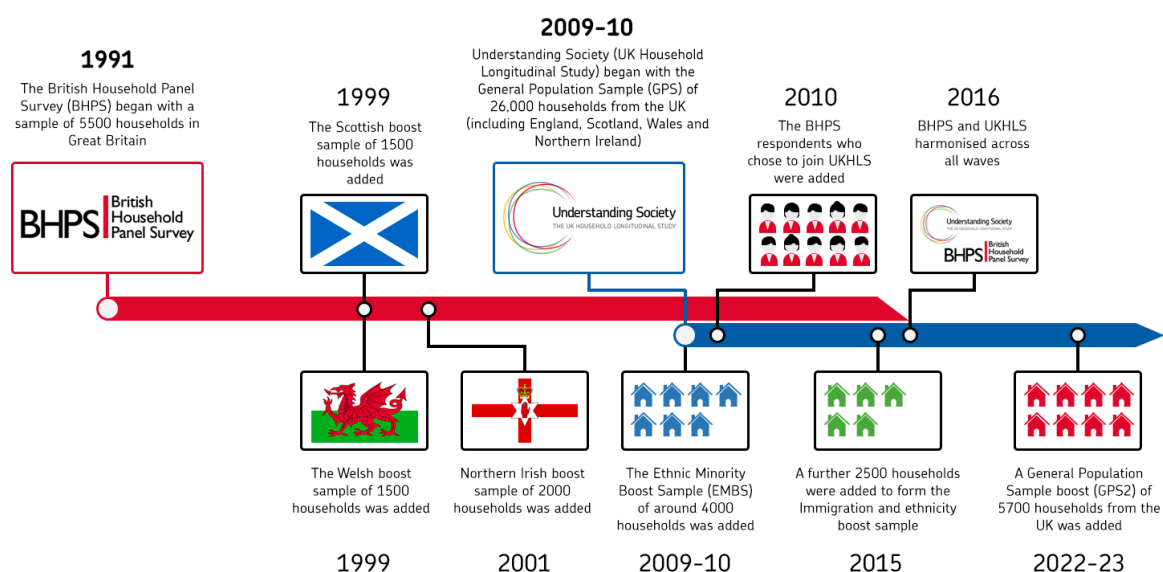 1991
The British Household Panel
Survey (BHPS) began with a
sample of 5500 households in
Great Britain
BHPS
British
Household
Panel Survey
1999
The Scottish boost
sample of 1500
households was
added
2009-10
Understanding Society (UK Household
Longitudinal Study) began with the
General Population Sample (GPS) of
26,000 households from the UK
(including England, Scotland, Wales and
Northern Ireland)
Understanding Society
THE UK HOUSEHOLD LONGITUDINAL STUDY
2010
The BHPS
respondents who
chose to join UKHLS
were added
2016
BHPS and UKHLS
harmonised across
all waves
Understanding Society
THE UK HOUSEHOLD LONGITUDINAL STUDY
BHPS
British
Household
Panel Survey
The Welsh boost
sample of 1500
households was added
1999
Northern Irish boost
sample of 2000
households was added
2001
The Ethnic Minority
Boost Sample (EMBS)
of around 4000
households was added
2009-10
A further 2500 households
were added to form the
Immigration and ethnicity
boost sample
2015
A General Population
Sample boost (GPS2) of
5700 households from the
UK was added
2022-23